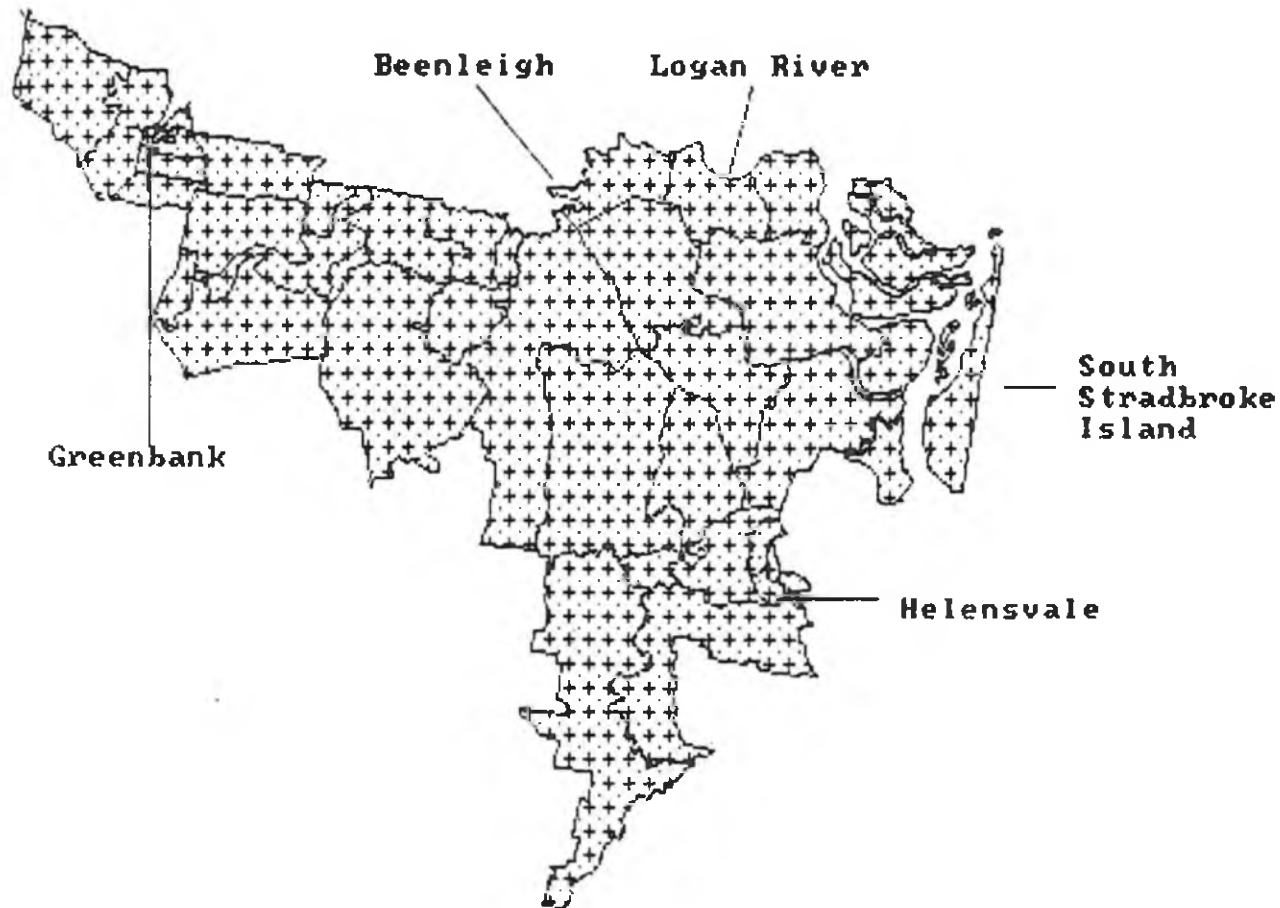 Beenleigh
Logan River
South
Stradbroke
Island
Greenbank
Helensvale